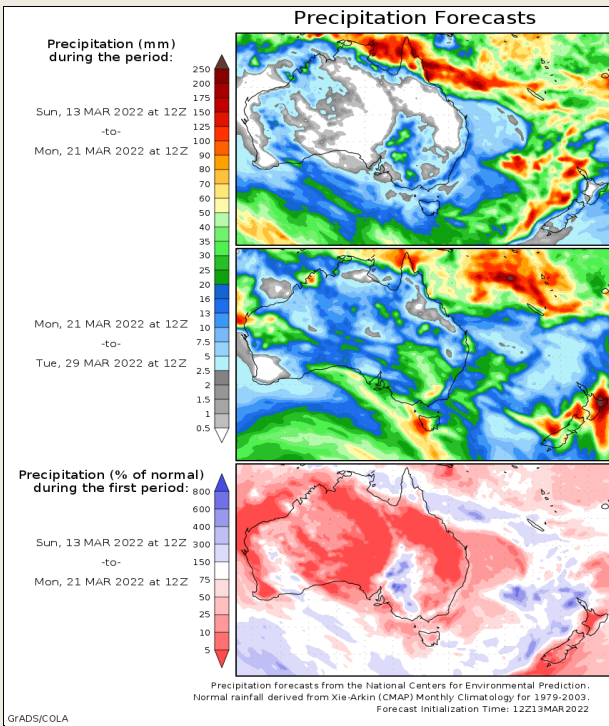 Precipitation Forecasts
Precipitation (mm)
during the period:
Sun, 13 MAR 2022 at 12Z
-to-
Mon, 21 MAR 2022 at 12Z
250
200
175
150
125
100
90
80
70
60
50
40
35
30
25
20
16
13
10
7.5
5
2.5
2
1.5
1
0.5
Mon, 21 MAR 2022 at 12Z
-to-
Tue, 29 MAR 2022 at 12Z
Precipitation (% of normal)
during the first period:
Sun, 13 MAR 2022 at 12Z
-to-
Mon, 21 MAR 2022 at 12Z
800
600
400
300
150
75
50
25
10
5
Precipitation forecasts from the National Centers for Environmental Prediction.
Normal rainfall derived from Xie-Arkin (CMAP) Monthly Climatology for 1979-2003.
Forecast Initialization Time: 12Z13MAR2022
GrADS/COLA